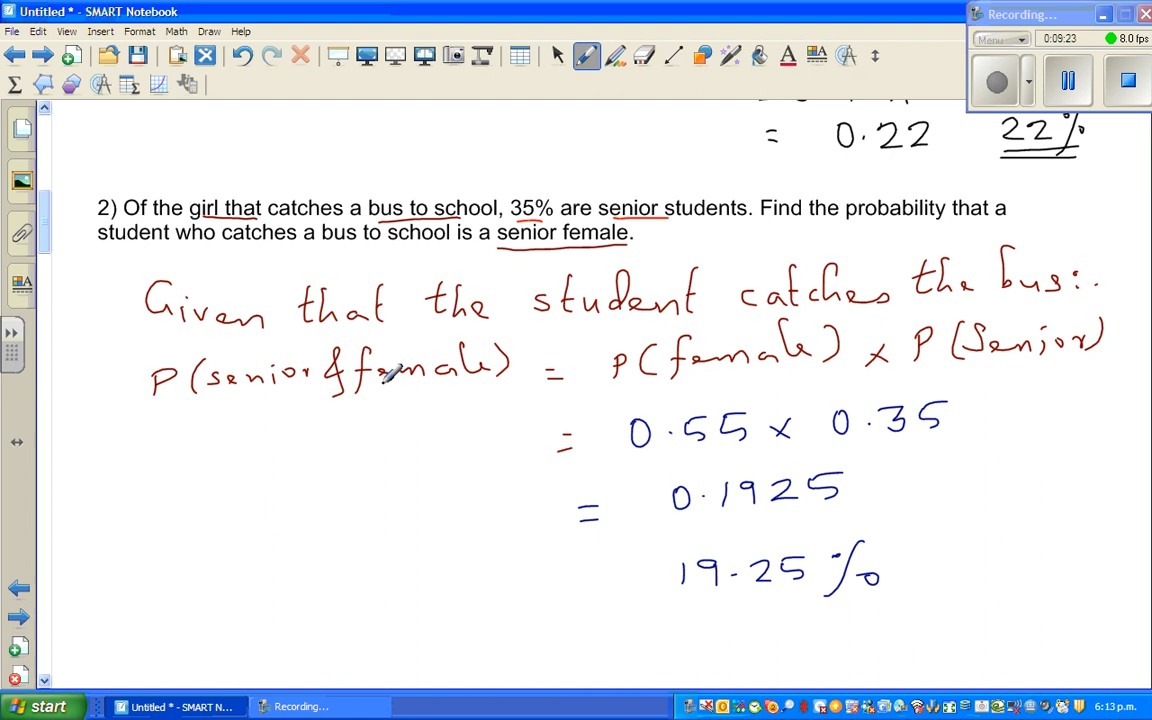 Untitled * - SMART Notebook
Recording...
File Edit View Insert Format Math Draw Help
Menu
0:09:23
8.0 fps
= 0.22 22%
2) Of the girl that catches a bus to school, 35% are senior students. Find the probability that a
student who catches a bus to school is a senior female.
Given that the student catches the bus:.
P(senior & female) = P(female) × P(Senior)
= 0.55 × 0.35
= 0.1925
19.25%
start
Untitled * - SMART N...
Recording...
6:13 p.m.